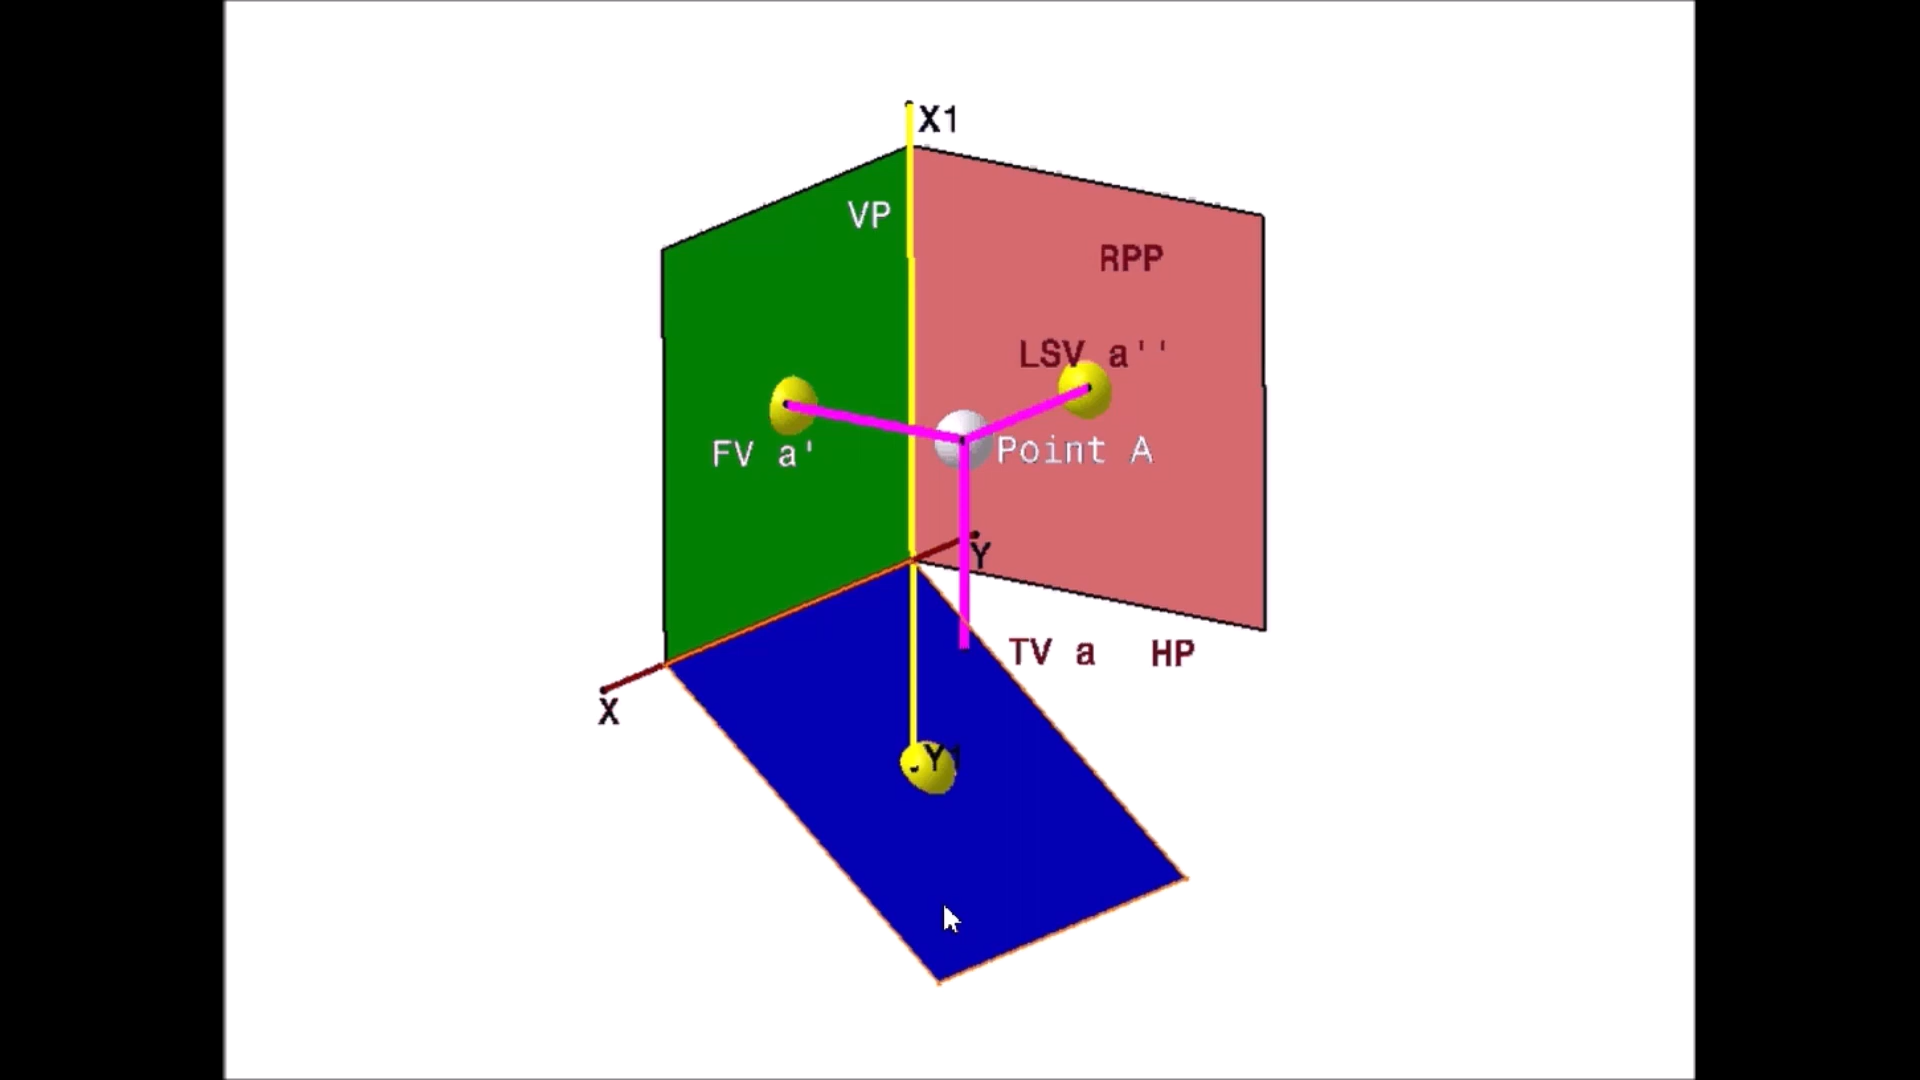 X1
VP
RPP
LSV a''
FV a'
Point A
Y
TV a HP
X
Y1